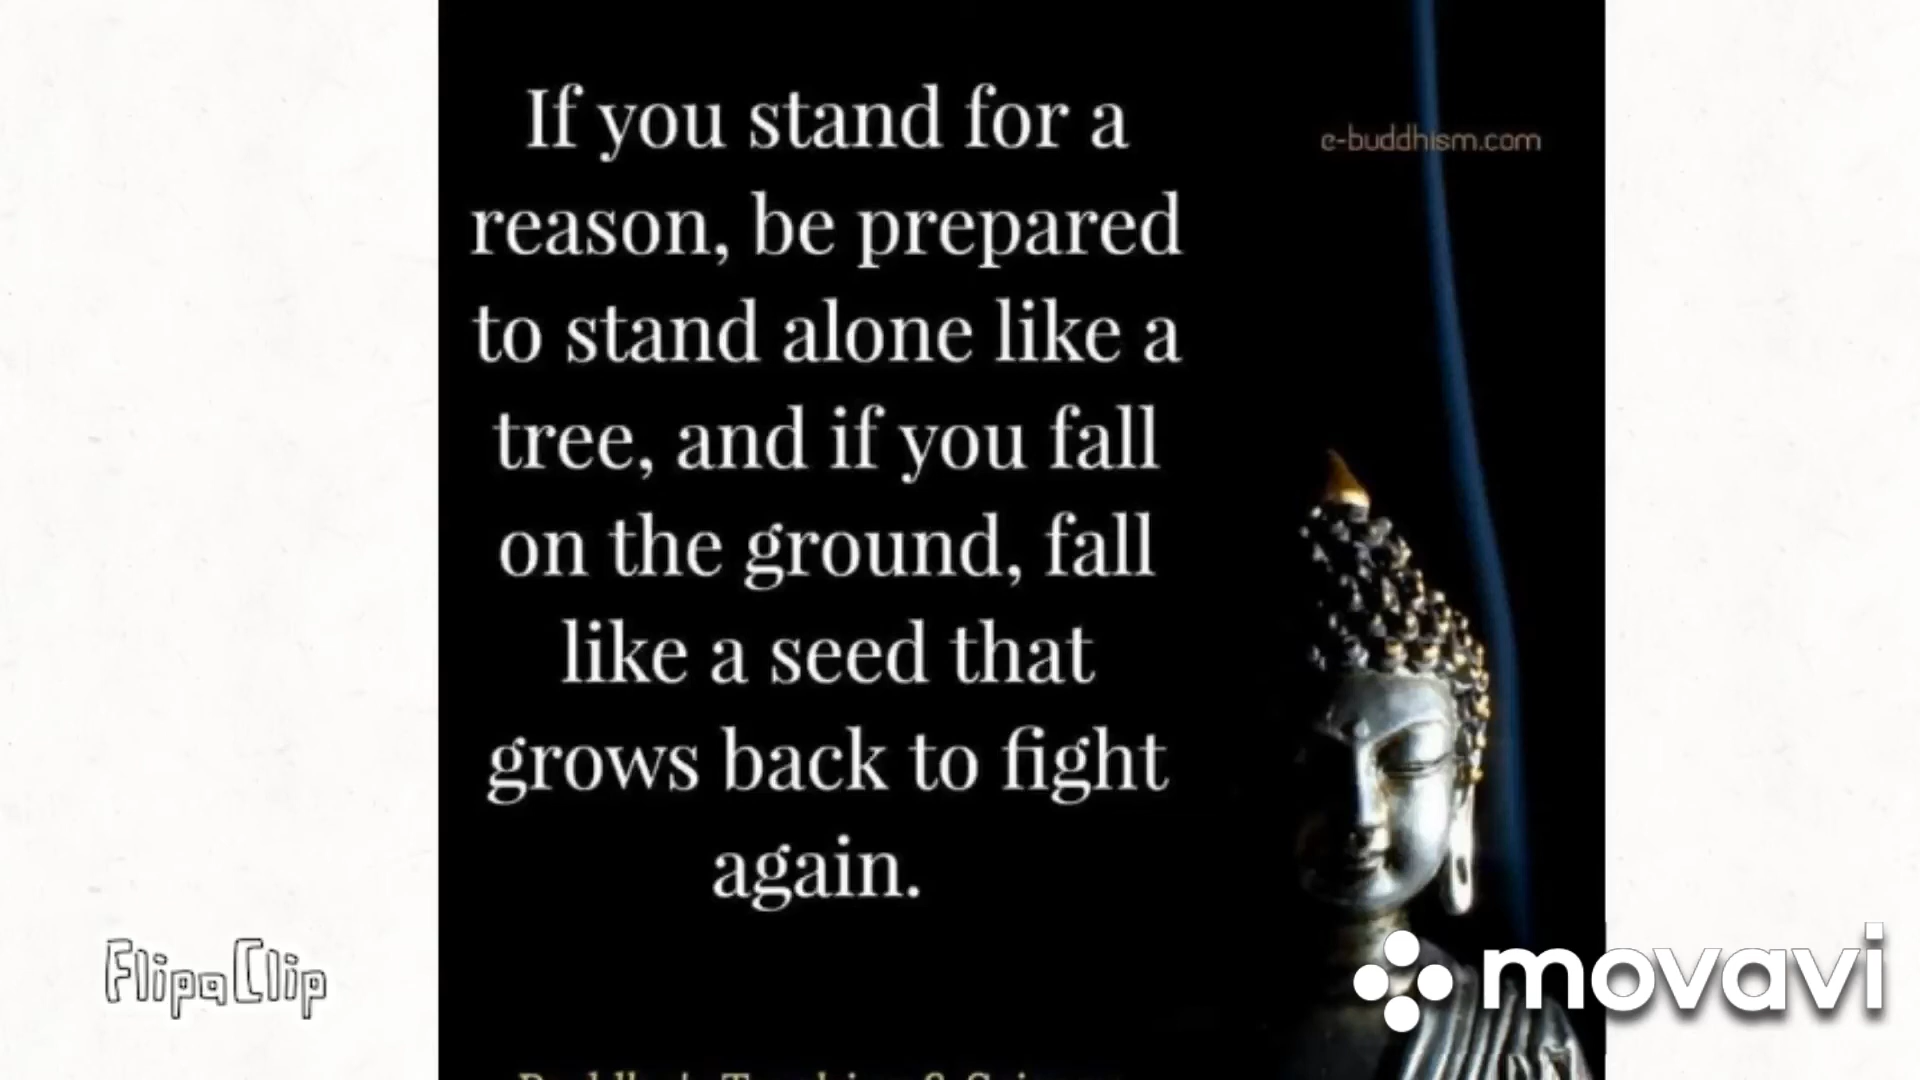 If you stand for a
e-buddhism.com
reason, be prepared
to stand alone like a
tree, and if you fall
on the ground, fall
like a seed that
grows back to fight
again.
FlipaClip
movavi